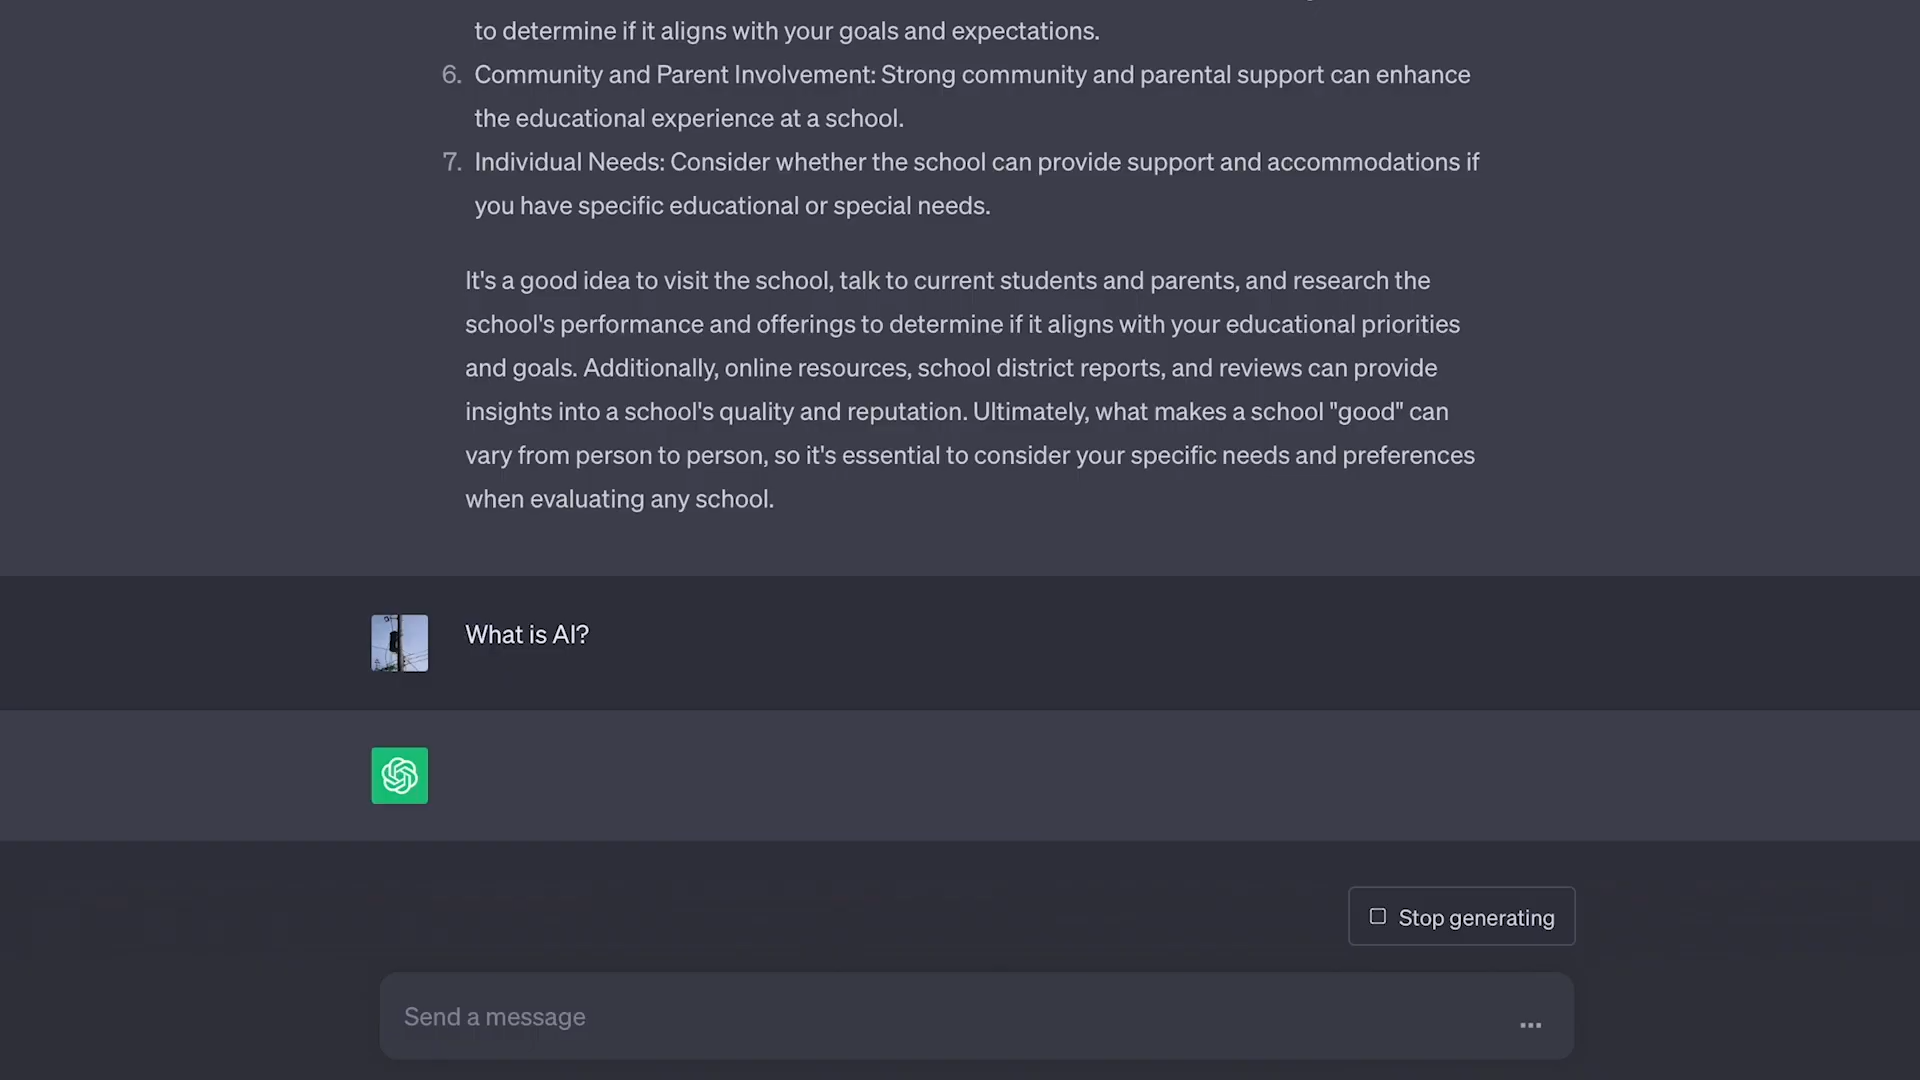 to determine if it aligns with your goals and expectations.
6. Community and Parent Involvement: Strong community and parental support can enhance
the educational experience at a school.
7. Individual Needs: Consider whether the school can provide support and accommodations if
you have specific educational or special needs.
It's a good idea to visit the school, talk to current students and parents, and research the
school's performance and offerings to determine if it aligns with your educational priorities
and goals. Additionally, online resources, school district reports, and reviews can provide
insights into a school's quality and reputation. Ultimately, what makes a school "good" can
vary from person to person, so it's essential to consider your specific needs and preferences
when evaluating any school.
What is AI?
Stop generating
Send a message